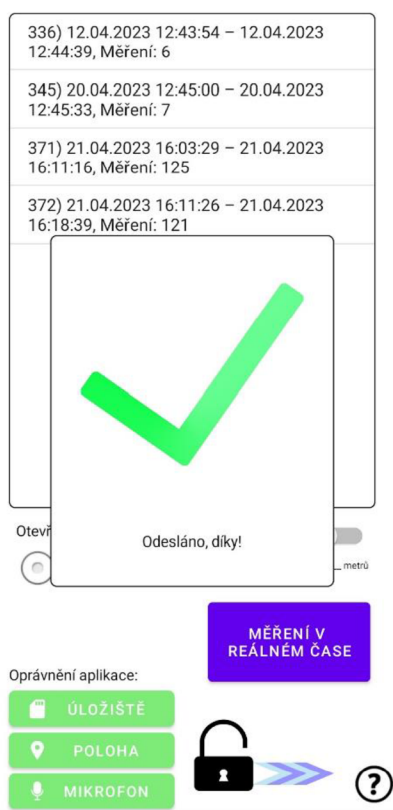 336) 12.04.2023 12:43:54 – 12.04.2023
12:44:39, Měření: 6
345) 20.04.2023 12:45:00 – 20.04.2023
12:45:33, Měření: 7
371) 21.04.2023 16:03:29 – 21.04.2023
16:11:16, Měření: 125
372) 21.04.2023 16:11:26 – 21.04.2023
16:18:39, Měření: 121
Odesláno, díky!
metrů
MĚŘENÍ V
REÁLNÉM ČASE
Oprávnění aplikace:
ÚLOŽIŠTĚ
POLOHA
MIKROFON
?